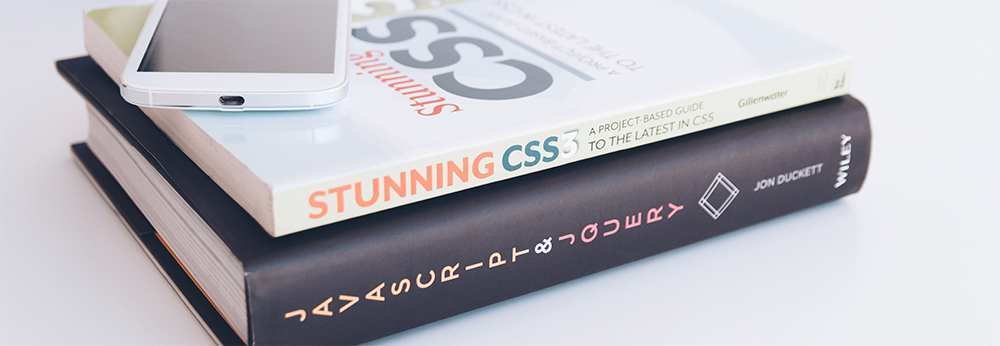 Stunning
CSS
A PROJECT-BASED GUIDE
TO THE LATEST IN CSS
STUNNING CSS3
A PROJECT-BASED GUIDE
TO THE LATEST IN CSS
Gillenwater
JAVASCRIPT & JQUERY
JON DUCKETT
WILEY